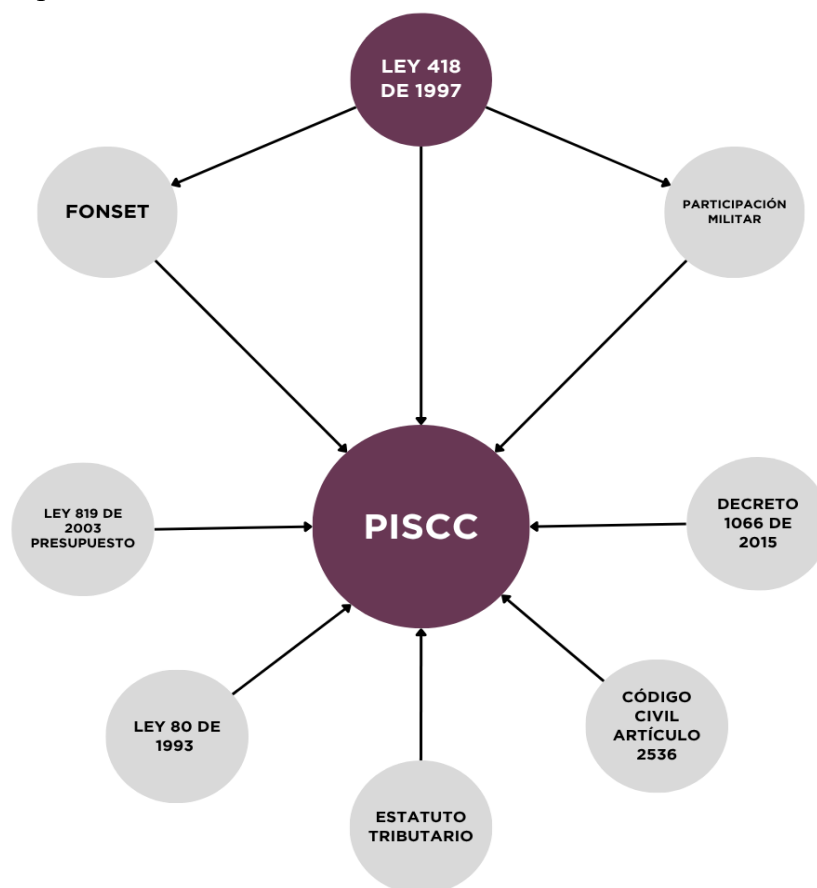 LEY 418
DE 1997
FONSET
PARTICIPACIÓN
MILITAR
PISCC
LEY 819 DE
2003
PRESUPUESTO
DECRETO
1066 DE
2015
LEY 80 DE
1993
CÓDIGO
CIVIL
ARTÍCULO
2536
ESTATUTO
TRIBUTARIO